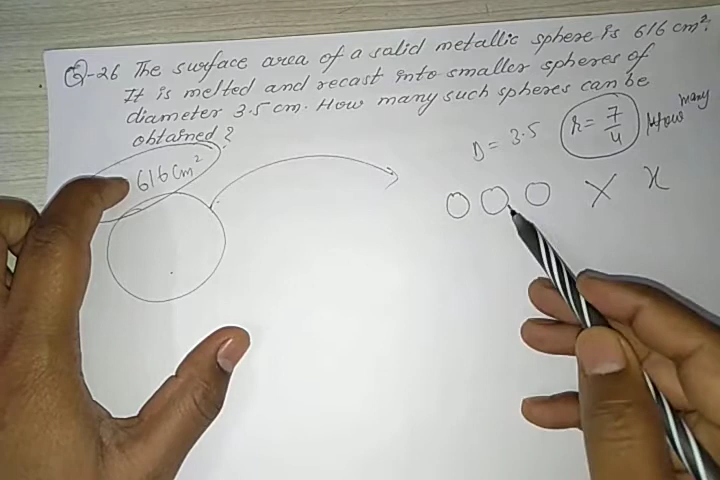 Q-26 The surface area of a solid metallic sphere is 616 cm².
It is melted and recast into smaller spheres of
diameter 3.5 cm. How many such spheres can be
obtained?
D = 3.5
r = 7/4
How many
616 cm²
x x